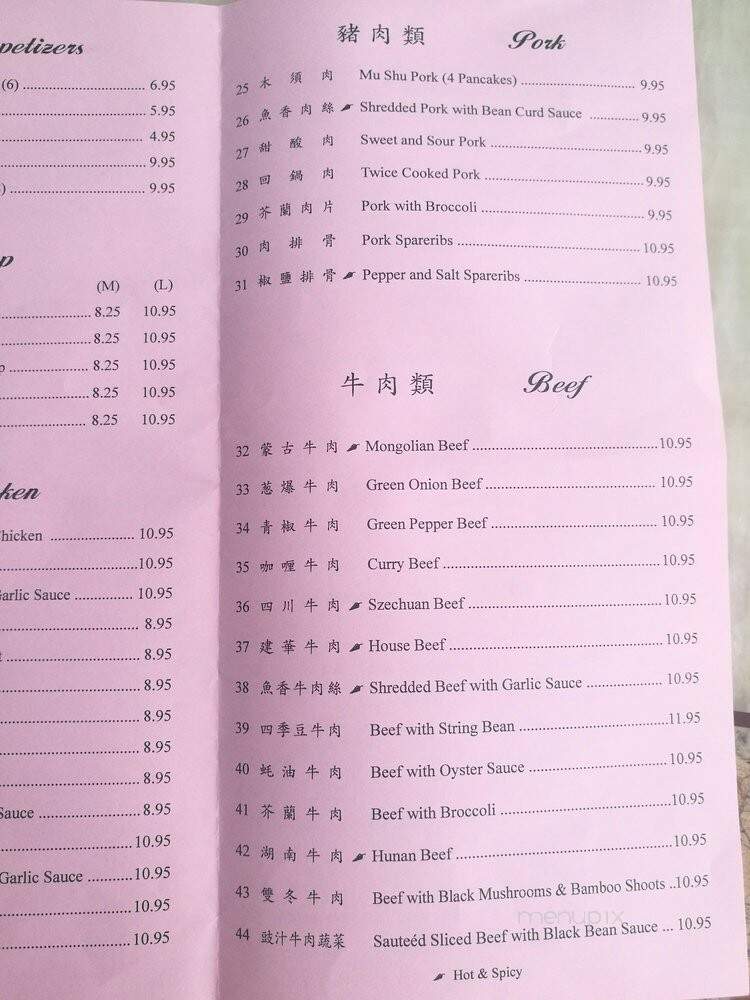 petizers
(6) 6.95
5.95
4.95
9.95
) 9.95
p
(M) (L)
8.25 10.95
8.25 10.95
p 8.25 10.95
8.25 10.95
8.25 10.95
ken
hicken 10.95
10.95
arlic Sauce 10.95
8.95
t 8.95
8.95
8.95
8.95
8.95
Sauce 8.95
10.95
Garlic Sauce 10.95
10.95
10.95
豬肉類 Pork
25 木須肉 Mu Shu Pork (4 Pancakes) 9.95
26 魚香肉絲 Shredded Pork with Bean Curd Sauce 9.95
27 甜酸肉 Sweet and Sour Pork 9.95
28 回鍋肉 Twice Cooked Pork 9.95
29 芥蘭肉片 Pork with Broccoli 9.95
30 肉排骨 Pork Spareribs 10.95
31 椒鹽排骨 Pepper and Salt Spareribs 10.95
牛肉類 Beef
32 蒙古牛肉 Mongolian Beef 10.95
33 蔥爆牛肉 Green Onion Beef 10.95
34 青椒牛肉 Green Pepper Beef 10.95
35 咖喱牛肉 Curry Beef 10.95
36 四川牛肉 Szechuan Beef 10.95
37 建華牛肉 House Beef 10.95
38 魚香牛肉絲 Shredded Beef with Garlic Sauce 10.95
39 四季豆牛肉 Beef with String Bean 11.95
40 蚝油牛肉 Beef with Oyster Sauce 10.95
41 芥蘭牛肉 Beef with Broccoli 10.95
42 湖南牛肉 Hunan Beef 10.95
43 雙冬牛肉 Beef with Black Mushrooms & Bamboo Shoots 10.95
44 豉汁牛肉蔬菜 Sauteéd Sliced Beef with Black Bean Sauce 10.95
Hot & Spicy
menupix